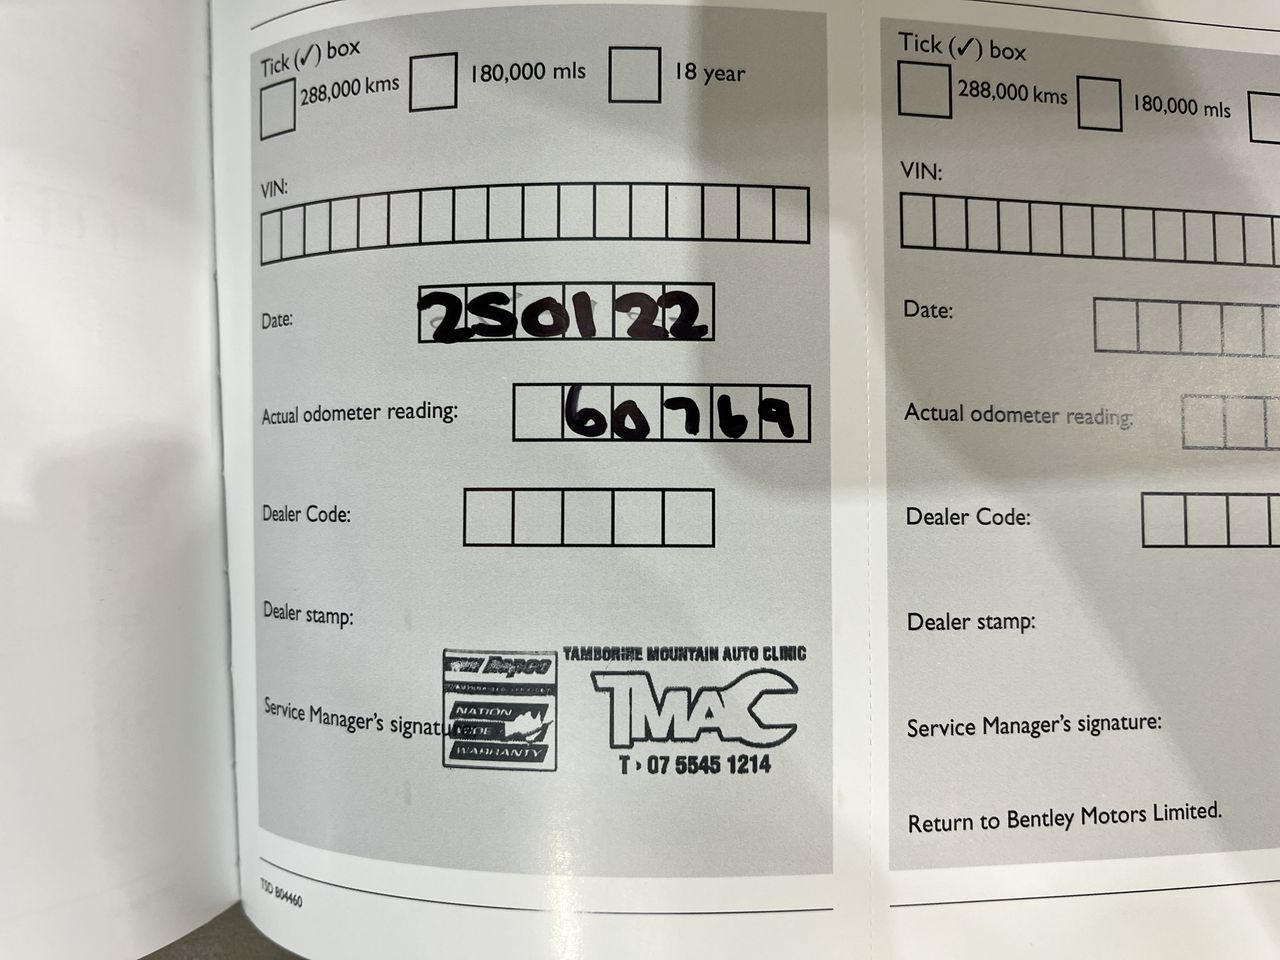 Tick (✓) box
288,000 kms 180,000 mls 18 year
VIN:
Date: 250122
Actual odometer reading: 60769
Dealer Code:
Dealer stamp:
Service Manager's signature:
Repco
NATION
WIDE
WARRANTY
TAMBORINE MOUNTAIN AUTO CLINIC
TMAC
T › 07 5545 1214
TSD B04460
Tick (✓) box
288,000 kms 180,000 mls
VIN:
Date:
Actual odometer reading:
Dealer Code:
Dealer stamp:
Service Manager's signature:
Return to Bentley Motors Limited.